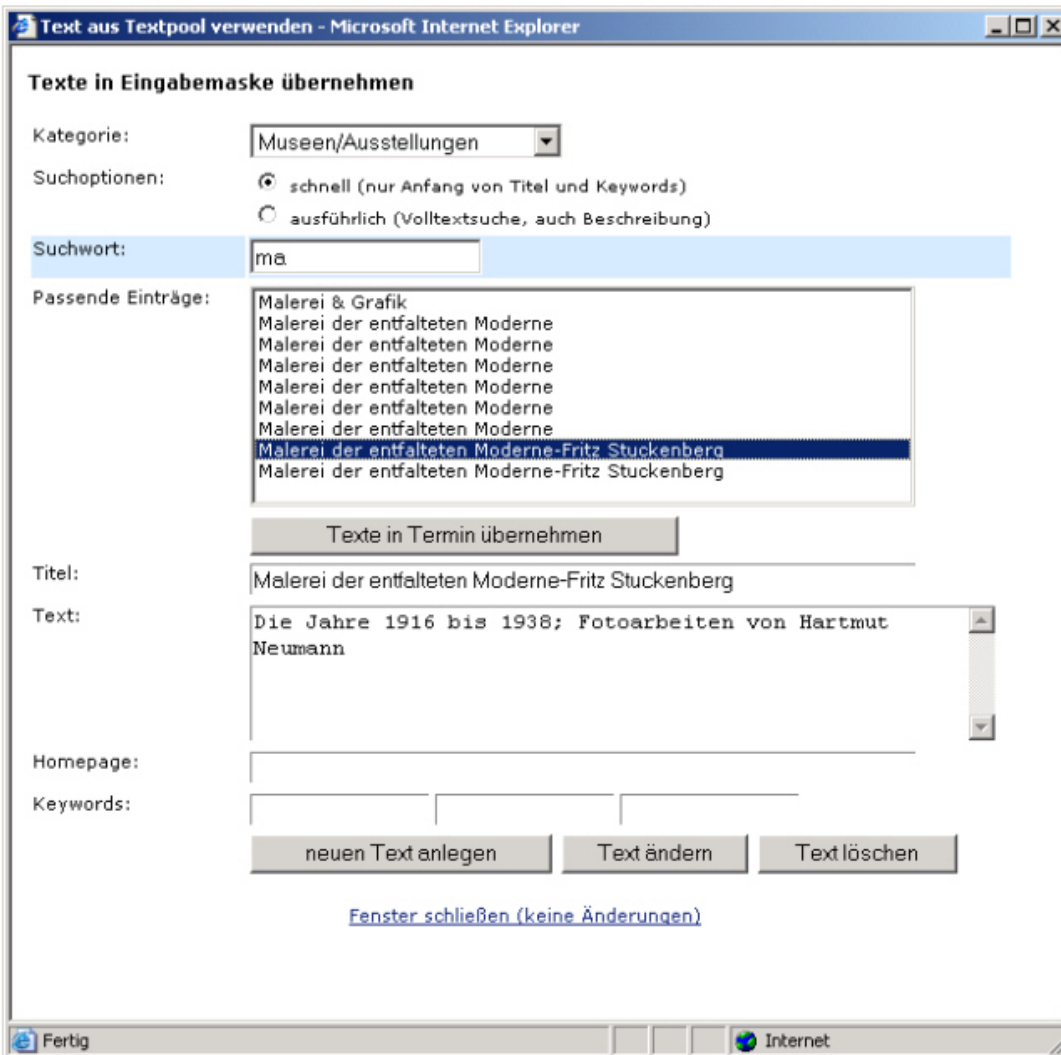 Text aus Textpool verwenden - Microsoft Internet Explorer
Texte in Eingabemaske übernehmen
Kategorie: Museen/Ausstellungen
Suchoptionen: schnell (nur Anfang von Titel und Keywords)
ausführlich (Volltextsuche, auch Beschreibung)
Suchwort: ma
Passende Einträge: Malerei & Grafik
Malerei der entfalteten Moderne
Malerei der entfalteten Moderne
Malerei der entfalteten Moderne
Malerei der entfalteten Moderne
Malerei der entfalteten Moderne
Malerei der entfalteten Moderne
Malerei der entfalteten Moderne-Fritz Stuckenberg
Malerei der entfalteten Moderne-Fritz Stuckenberg
Texte in Termin übernehmen
Titel: Malerei der entfalteten Moderne-Fritz Stuckenberg
Text: Die Jahre 1916 bis 1938; Fotoarbeiten von Hartmut
Neumann
Homepage:
Keywords:
neuen Text anlegen Text ändern Text löschen
Fenster schließen (keine Änderungen)
Fertig Internet